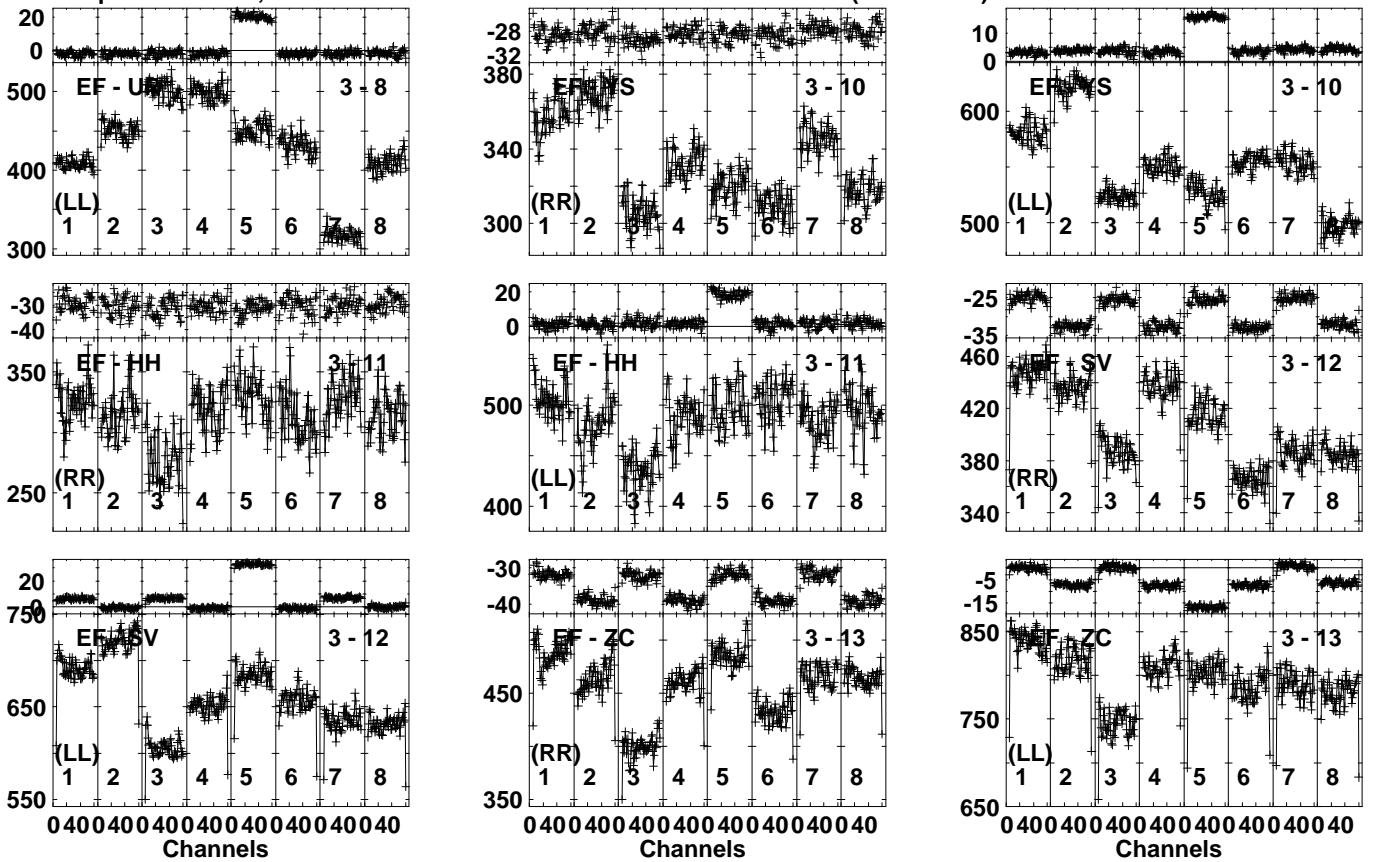 20
0
EF - UM 3 - 8
500
400
300
(LL)
1 2 3 4 5 6 7 8
-28
-32
380
EF - YS 3 - 10
340
300
(RR)
1 2 3 4 5 6 7 8
10
0
EF - YS 3 - 10
600
500
(LL)
1 2 3 4 5 6 7 8
-30
-40
EF - HH 3 - 11
350
250
(RR)
1 2 3 4 5 6 7 8
20
0
EF - HH 3 - 11
500
400
(LL)
1 2 3 4 5 6 7 8
-25
-35
460
EF - SV 3 - 12
420
380
340
(RR)
1 2 3 4 5 6 7 8
20
0
750
EF - SV 3 - 12
650
550
(LL)
1 2 3 4 5 6 7 8
0 40 0 40 0 40 0 40 0 40 0 40 0 40 0 40
Channels
-30
-40
EF - ZC 3 - 13
450
350
(RR)
1 2 3 4 5 6 7 8
0 40 0 40 0 40 0 40 0 40 0 40 0 40 0 40
Channels
-5
-15
850
EF - ZC 3 - 13
750
650
(LL)
1 2 3 4 5 6 7 8
0 40 0 40 0 40 0 40 0 40 0 40 0 40 0 40
Channels